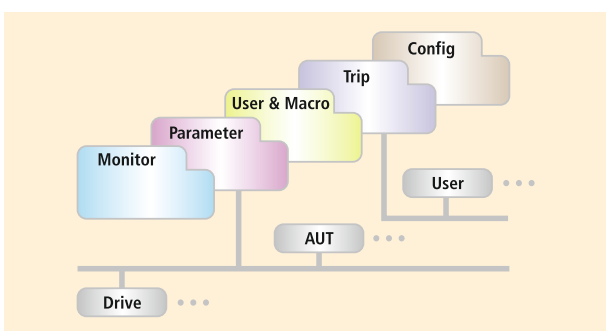 Config
Trip
User & Macro
Parameter
Monitor
User
AUT
Drive